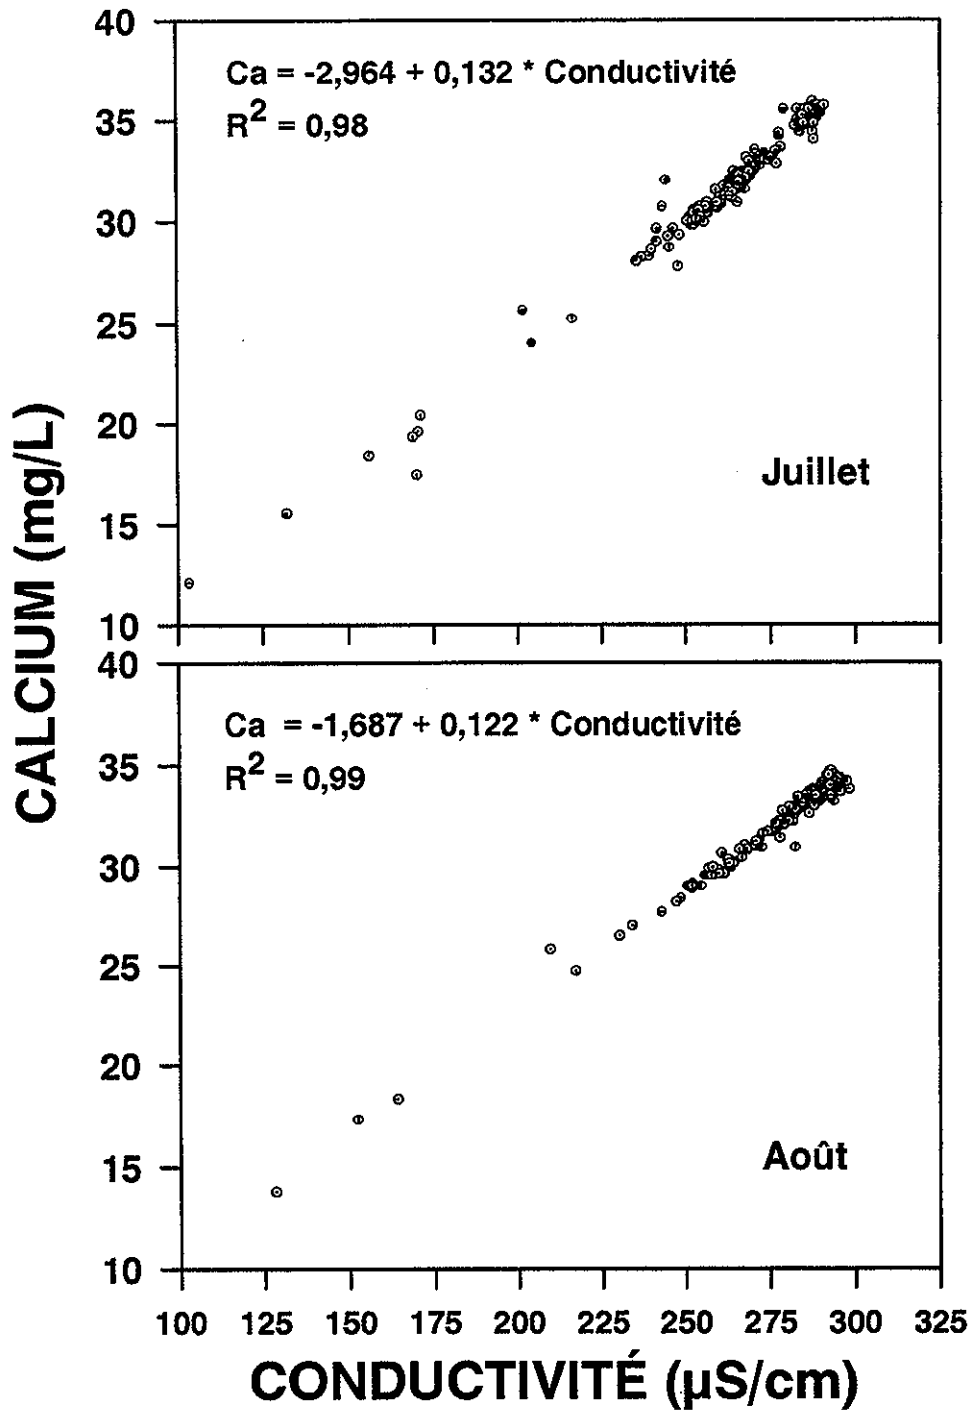 CALCIUM (mg/L)
40
35
30
25
20
15
10
Ca = -2,964 + 0,132 * Conductivité
R2 = 0,98
Juillet
40
35
30
25
20
15
10
Ca = -1,687 + 0,122 * Conductivité
R2 = 0,99
Août
100 125 150 175 200 225 250 275 300 325
CONDUCTIVITÉ (µS/cm)